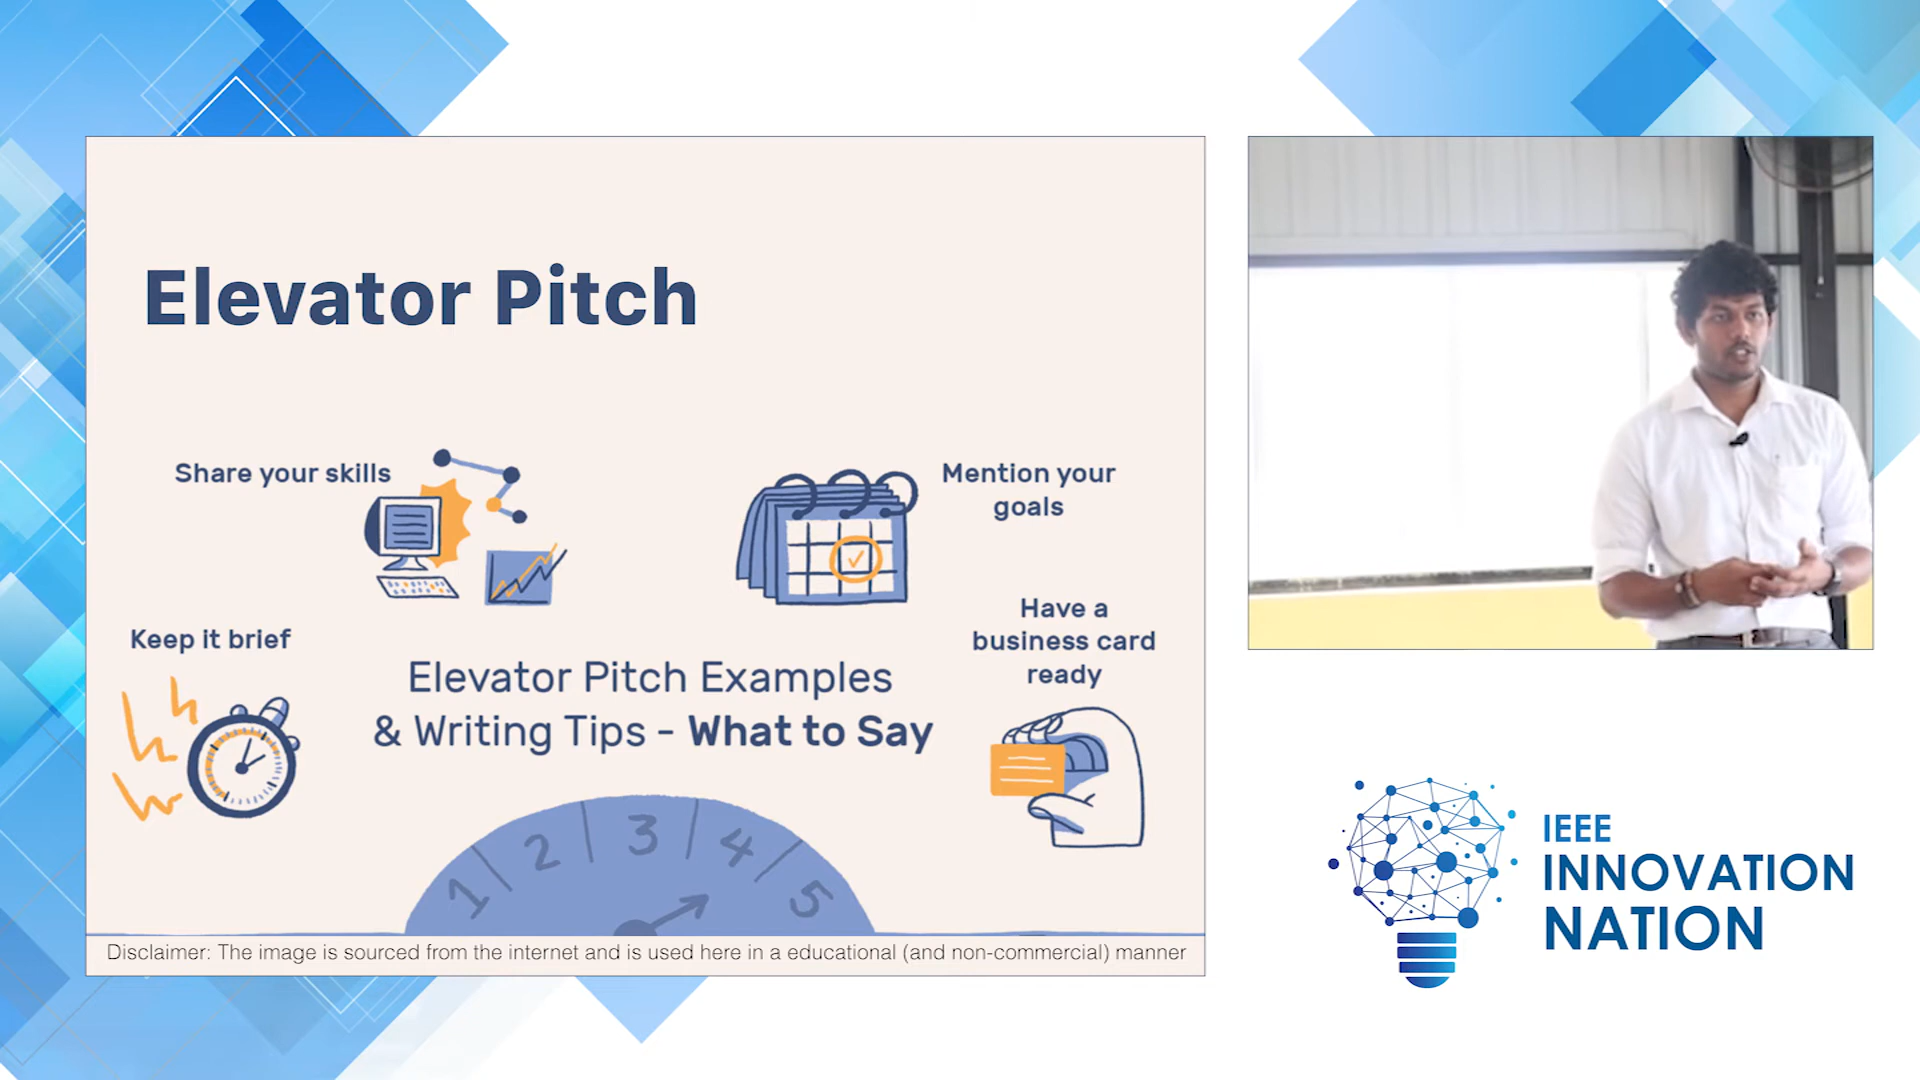 Elevator Pitch
Share your skills
Mention your
goals
Keep it brief
Have a
business card
ready
Elevator Pitch Examples
& Writing Tips - What to Say
1 2 3 4 5
Disclaimer: The image is sourced from the internet and is used here in a educational (and non-commercial) manner
IEEE
INNOVATION
NATION